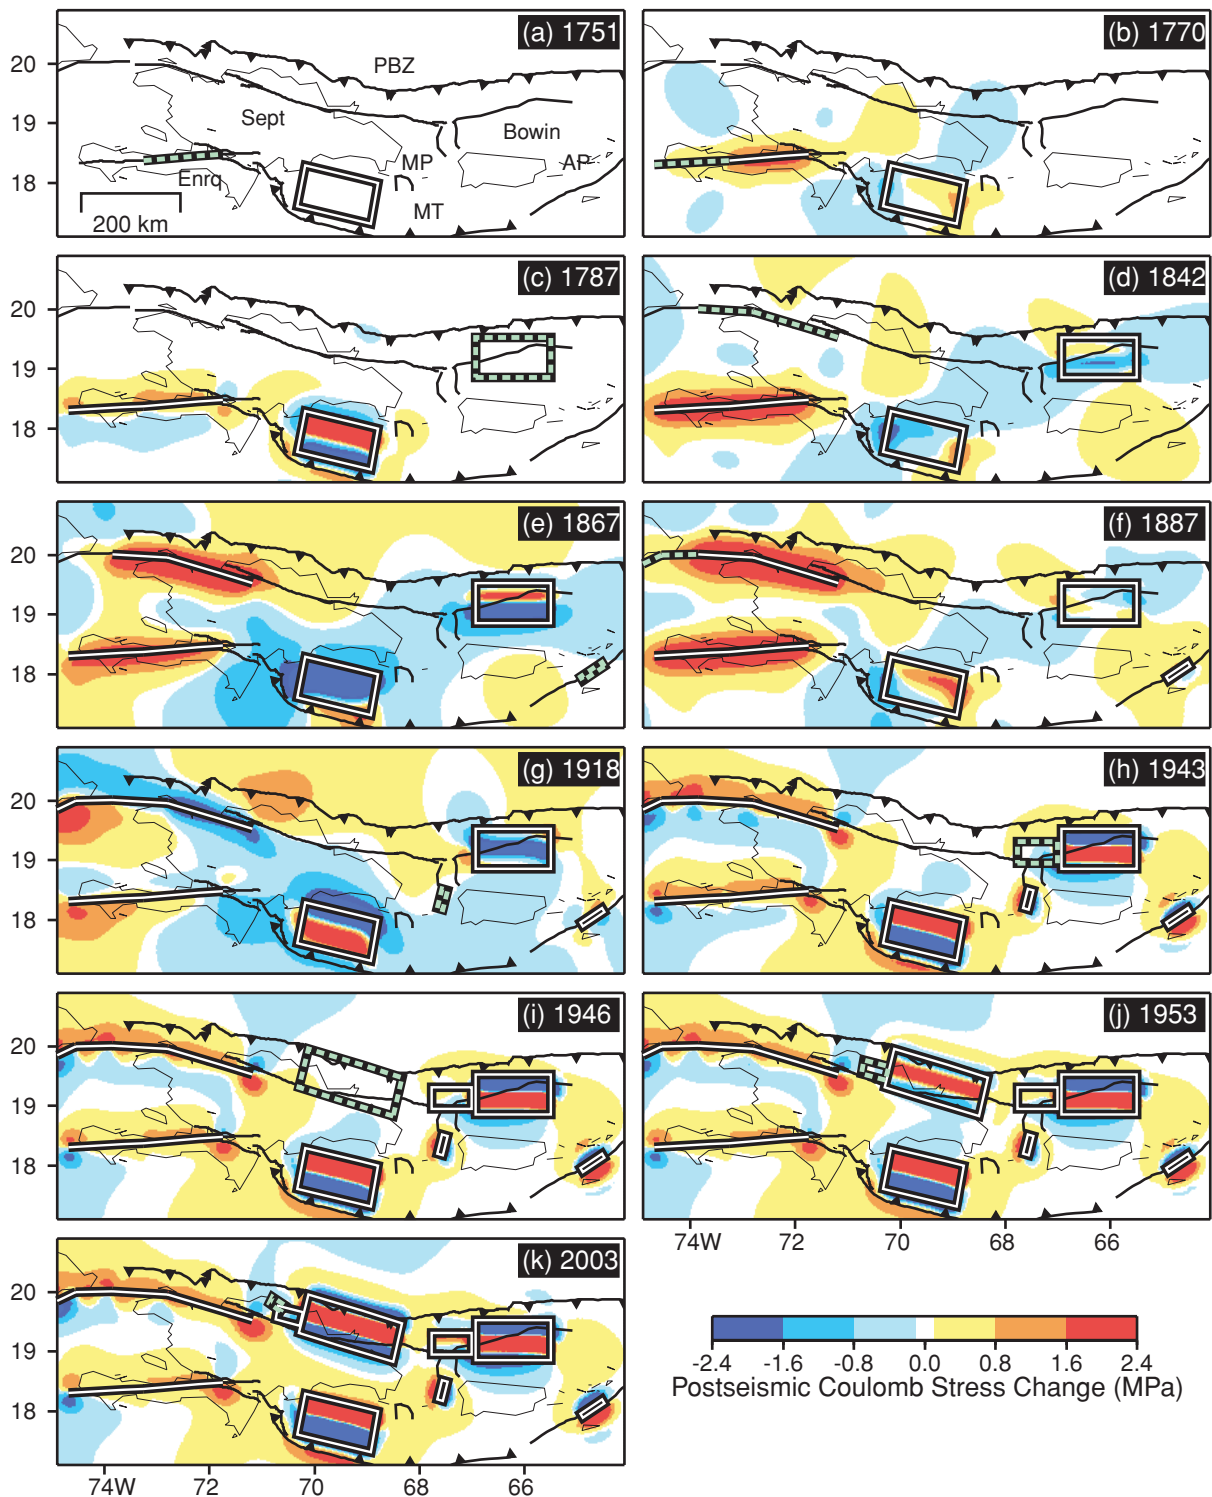 (a) 1751
(b) 1770
20
PBZ
19
Sept
Bowin
MP
AP
18
Enrq
MT
200 km
(c) 1787
(d) 1842
20
19
18
(e) 1867
(f) 1887
20
19
18
(g) 1918
(h) 1943
20
19
18
(i) 1946
(j) 1953
20
19
18
74W 72 70 68 66
(k) 2003
20
19
18
74W 72 70 68 66
-2.4 -1.6 -0.8 0.0 0.8 1.6 2.4
Postseismic Coulomb Stress Change (MPa)